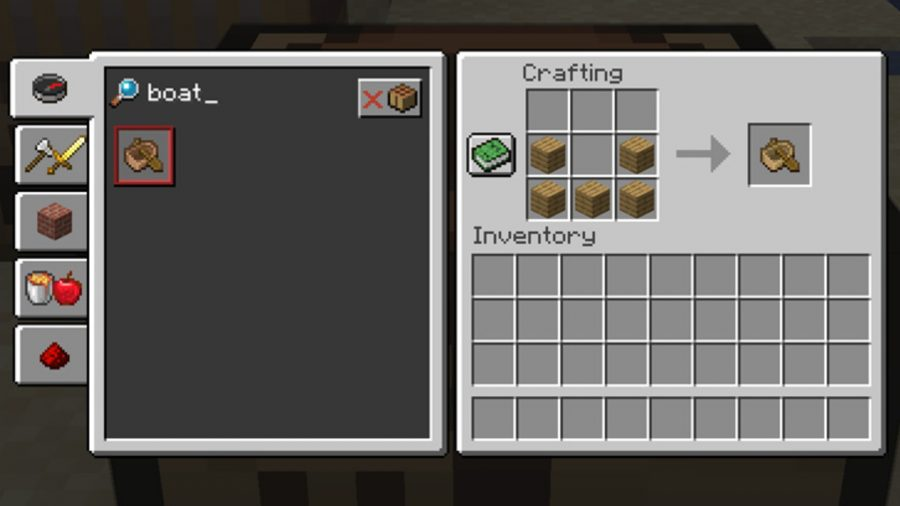 boat_
Crafting
Inventory